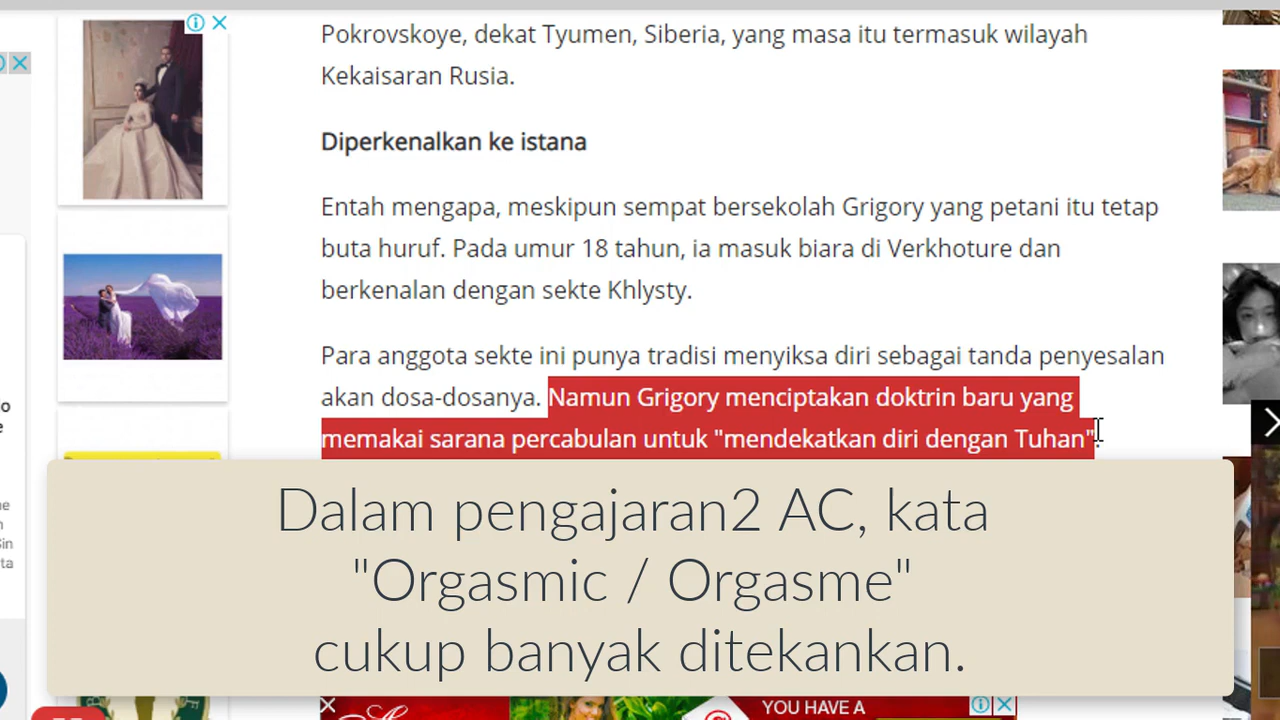 Pokrovskoye, dekat Tyumen, Siberia, yang masa itu termasuk wilayah
Kekaisaran Rusia.
Diperkenalkan ke istana
Entah mengapa, meskipun sempat bersekolah Grigory yang petani itu tetap
buta huruf. Pada umur 18 tahun, ia masuk biara di Verkhoture dan
berkenalan dengan sekte Khlysty.
Para anggota sekte ini punya tradisi menyiksa diri sebagai tanda penyesalan
akan dosa-dosanya. Namun Grigory menciptakan doktrin baru yang
memakai sarana percabulan untuk "mendekatkan diri dengan Tuhan".
Dalam pengajaran2 AC, kata
"Orgasmic / Orgasme"
cukup banyak ditekankan.
YOU HAVE A